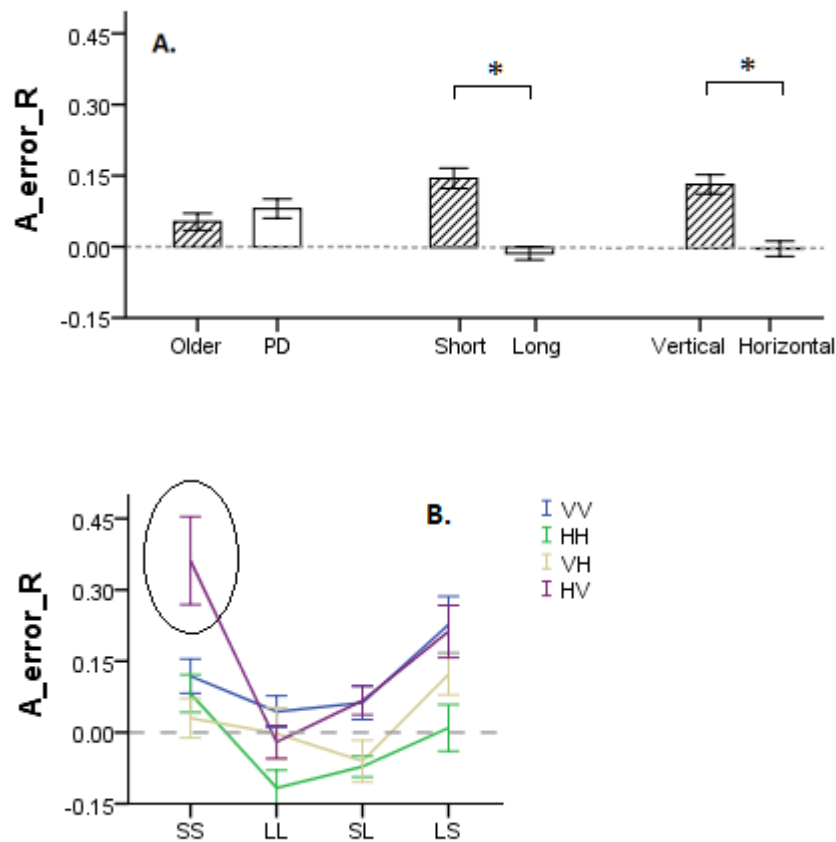 A.
A_error_R
0.45
0.30
0.15
0.00
-0.15
* *
Older PD Short Long Vertical Horizontal
B.
A_error_R
0.45
0.30
0.15
0.00
-0.15
SS LL SL LS
VV
HH
VH
HV